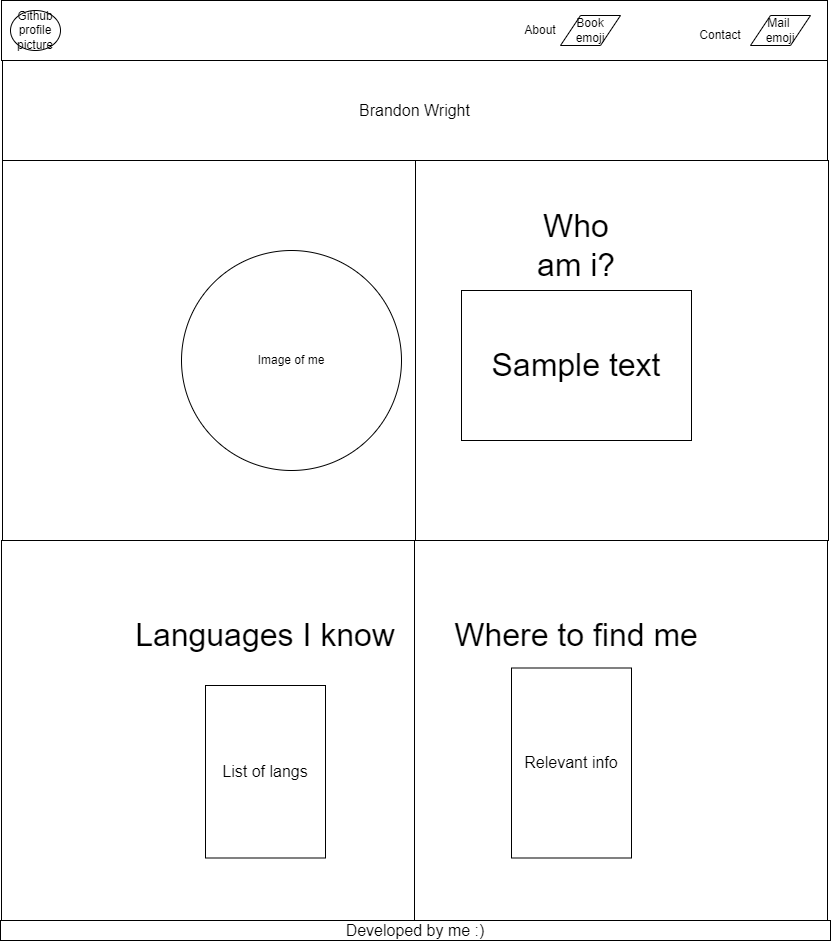 Github
profile
picture
About
Book
emoji
Contact
Mail
emoji
Brandon Wright
Image of me
Who
am i?
Sample text
Languages I know
List of langs
Where to find me
Relevant info
Developed by me :)